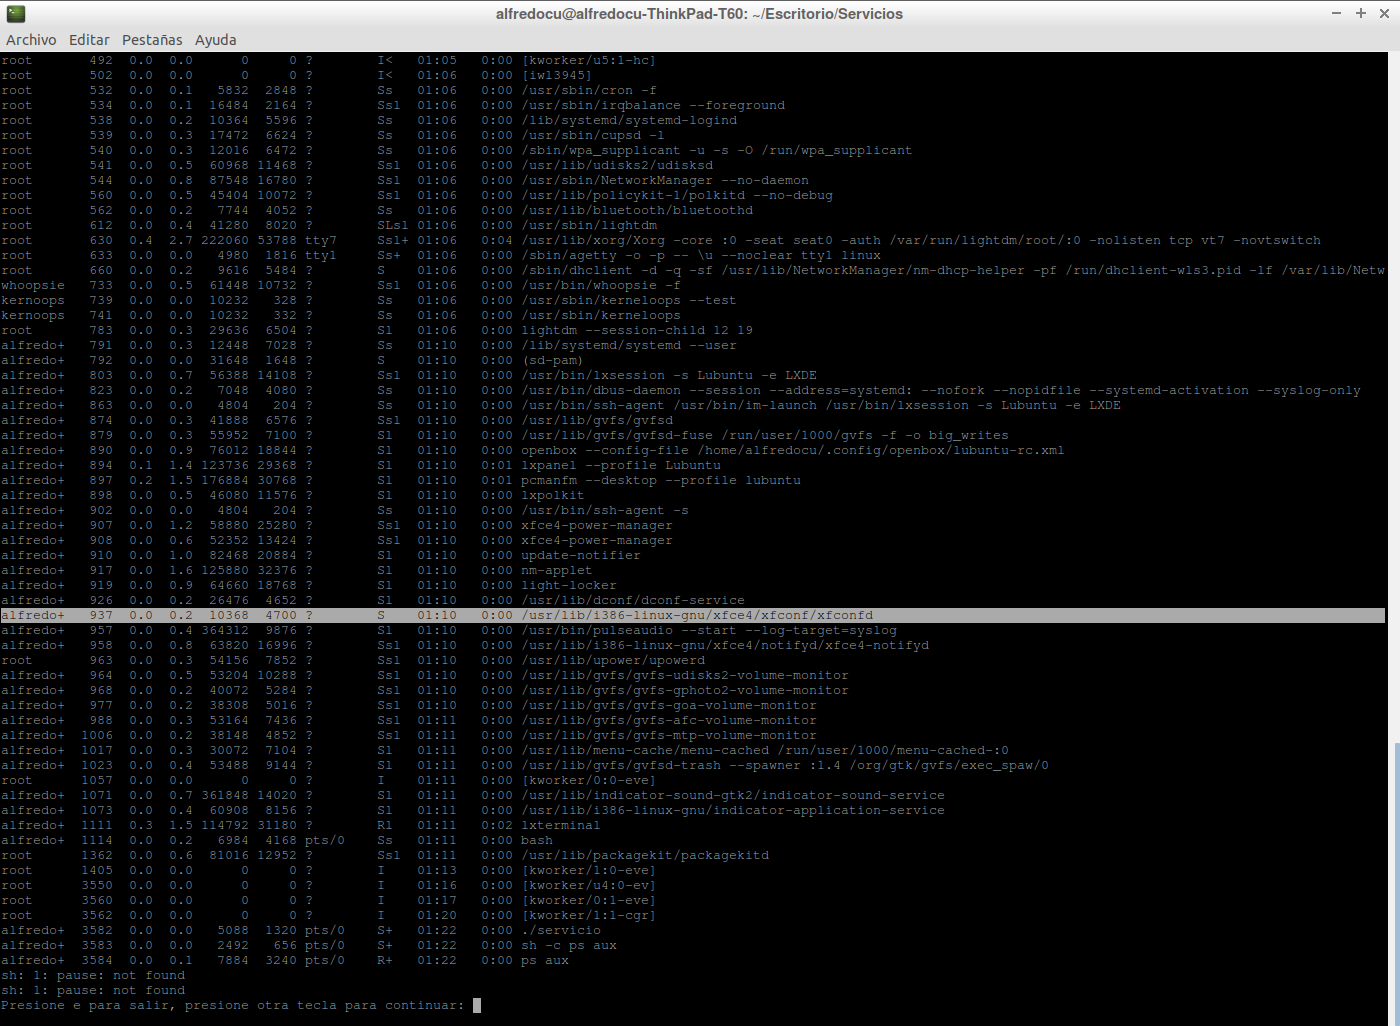 alfredocu@alfredocu-ThinkPad-T60: ~/Escritorio/Servicios
Archivo Editar Pestañas Ayuda
root 492 0.0 0.0 0 0 ? I< 01:05 0:00 [kworker/u5:1-hc]
root 502 0.0 0.0 0 0 ? I< 01:06 0:00 [iwl3945]
root 532 0.0 0.1 5832 2848 ? Ss 01:06 0:00 /usr/sbin/cron -f
root 534 0.0 0.1 16484 2164 ? Ssl 01:06 0:00 /usr/sbin/irqbalance --foreground
root 538 0.0 0.2 10364 5596 ? Ss 01:06 0:00 /lib/systemd/systemd-logind
root 539 0.0 0.3 17472 6624 ? Ss 01:06 0:00 /usr/sbin/cupsd -l
root 540 0.0 0.3 12016 6472 ? Ss 01:06 0:00 /sbin/wpa_supplicant -u -s -O /run/wpa_supplicant
root 541 0.0 0.5 60968 11468 ? Ssl 01:06 0:00 /usr/lib/udisks2/udisksd
root 544 0.0 0.8 87548 16780 ? Ssl 01:06 0:00 /usr/sbin/NetworkManager --no-daemon
root 560 0.0 0.5 45404 10072 ? Ssl 01:06 0:00 /usr/lib/policykit-1/polkitd --no-debug
root 562 0.0 0.2 7744 4052 ? Ss 01:06 0:00 /usr/lib/bluetooth/bluetoothd
root 612 0.0 0.4 41280 8020 ? SLsl 01:06 0:00 /usr/sbin/lightdm
root 630 0.4 2.7 222060 53788 tty7 Ssl+ 01:06 0:04 /usr/lib/xorg/Xorg -core :0 -seat seat0 -auth /var/run/lightdm/root/:0 -nolisten tcp vt7 -novtswitch
root 633 0.0 0.0 4980 1816 tty1 Ss+ 01:06 0:00 /sbin/agetty -o -p -- \u --noclear tty1 linux
root 660 0.0 0.2 9616 5484 ? S 01:06 0:00 /sbin/dhclient -d -q -sf /usr/lib/NetworkManager/nm-dhcp-helper -pf /run/dhclient-wls3.pid -lf /var/lib/Netw
whoopsie 733 0.0 0.5 61448 10732 ? Ssl 01:06 0:00 /usr/bin/whoopsie -f
kernoops 739 0.0 0.0 10232 328 ? Ss 01:06 0:00 /usr/sbin/kerneloops --test
kernoops 741 0.0 0.0 10232 332 ? Ss 01:06 0:00 /usr/sbin/kerneloops
root 783 0.0 0.3 29636 6504 ? Sl 01:06 0:00 lightdm --session-child 12 19
alfredo+ 791 0.0 0.3 12448 7028 ? Ss 01:10 0:00 /lib/systemd/systemd --user
alfredo+ 792 0.0 0.0 31648 1648 ? S 01:10 0:00 (sd-pam)
alfredo+ 803 0.0 0.7 56388 14108 ? Ssl 01:10 0:00 /usr/bin/lxsession -s Lubuntu -e LXDE
alfredo+ 823 0.0 0.2 7048 4080 ? Ss 01:10 0:00 /usr/bin/dbus-daemon --session --address=systemd: --nofork --nopidfile --systemd-activation --syslog-only
alfredo+ 863 0.0 0.0 4804 204 ? Ss 01:10 0:00 /usr/bin/ssh-agent /usr/bin/im-launch /usr/bin/lxsession -s Lubuntu -e LXDE
alfredo+ 874 0.0 0.3 41888 6576 ? Ssl 01:10 0:00 /usr/lib/gvfs/gvfsd
alfredo+ 879 0.0 0.3 55952 7100 ? Sl 01:10 0:00 /usr/lib/gvfs/gvfsd-fuse /run/user/1000/gvfs -f -o big_writes
alfredo+ 890 0.0 0.9 76012 18844 ? Sl 01:10 0:00 openbox --config-file /home/alfredocu/.config/openbox/lubuntu-rc.xml
alfredo+ 894 0.1 1.4 123736 29368 ? Sl 01:10 0:01 lxpanel --profile Lubuntu
alfredo+ 897 0.2 1.5 176884 30768 ? Sl 01:10 0:01 pcmanfm --desktop --profile lubuntu
alfredo+ 898 0.0 0.5 46080 11576 ? Sl 01:10 0:00 lxpolkit
alfredo+ 902 0.0 0.0 4804 204 ? Ss 01:10 0:00 /usr/bin/ssh-agent -s
alfredo+ 907 0.0 1.2 58880 25280 ? Ssl 01:10 0:00 xfce4-power-manager
alfredo+ 908 0.0 0.6 52352 13424 ? Ssl 01:10 0:00 xfce4-power-manager
alfredo+ 910 0.0 1.0 82468 20884 ? Sl 01:10 0:00 update-notifier
alfredo+ 917 0.0 1.6 125880 32376 ? Sl 01:10 0:00 nm-applet
alfredo+ 919 0.0 0.9 64660 18768 ? Sl 01:10 0:00 light-locker
alfredo+ 926 0.0 0.2 26476 4652 ? Sl 01:10 0:00 /usr/lib/dconf/dconf-service
alfredo+ 937 0.0 0.2 10368 4700 ? S 01:10 0:00 /usr/lib/i386-linux-gnu/xfce4/xfconf/xfconfd
alfredo+ 957 0.0 0.4 364312 9876 ? Sl 01:10 0:00 /usr/bin/pulseaudio --start --log-target=syslog
alfredo+ 958 0.0 0.8 63820 16996 ? Ssl 01:10 0:00 /usr/lib/i386-linux-gnu/xfce4/notifyd/xfce4-notifyd
root 963 0.0 0.3 54156 7852 ? Ssl 01:10 0:00 /usr/lib/upower/upowerd
alfredo+ 964 0.0 0.5 53204 10288 ? Ssl 01:10 0:00 /usr/lib/gvfs/gvfs-udisks2-volume-monitor
alfredo+ 968 0.0 0.2 40072 5284 ? Ssl 01:10 0:00 /usr/lib/gvfs/gvfs-gphoto2-volume-monitor
alfredo+ 977 0.0 0.2 38308 5016 ? Ssl 01:10 0:00 /usr/lib/gvfs/gvfs-goa-volume-monitor
alfredo+ 988 0.0 0.3 53164 7436 ? Ssl 01:11 0:00 /usr/lib/gvfs/gvfs-afc-volume-monitor
alfredo+ 1006 0.0 0.2 38148 4852 ? Ssl 01:11 0:00 /usr/lib/gvfs/gvfs-mtp-volume-monitor
alfredo+ 1017 0.0 0.3 30072 7104 ? Sl 01:11 0:00 /usr/lib/menu-cache/menu-cached /run/user/1000/menu-cached-:0
alfredo+ 1023 0.0 0.4 53488 9144 ? Sl 01:11 0:00 /usr/lib/gvfs/gvfsd-trash --spawner :1.4 /org/gtk/gvfs/exec_spaw/0
root 1057 0.0 0.0 0 0 ? I 01:11 0:00 [kworker/0:0-eve]
alfredo+ 1071 0.0 0.7 361848 14020 ? Sl 01:11 0:00 /usr/lib/indicator-sound-gtk2/indicator-sound-service
alfredo+ 1073 0.0 0.4 60908 8156 ? Sl 01:11 0:00 /usr/lib/i386-linux-gnu/indicator-application-service
alfredo+ 1111 0.3 1.5 114792 31180 ? Rl 01:11 0:02 lxterminal
alfredo+ 1114 0.0 0.2 6984 4168 pts/0 Ss 01:11 0:00 bash
root 1362 0.0 0.6 81016 12952 ? Ssl 01:11 0:00 /usr/lib/packagekit/packagekitd
root 1405 0.0 0.0 0 0 ? I 01:13 0:00 [kworker/1:0-eve]
root 3550 0.0 0.0 0 0 ? I 01:16 0:00 [kworker/u4:0-ev]
root 3560 0.0 0.0 0 0 ? I 01:17 0:00 [kworker/0:1-eve]
root 3562 0.0 0.0 0 0 ? I 01:20 0:00 [kworker/1:1-cgr]
alfredo+ 3582 0.0 0.0 5088 1320 pts/0 S+ 01:22 0:00 ./servicio
alfredo+ 3583 0.0 0.0 2492 656 pts/0 S+ 01:22 0:00 sh -c ps aux
alfredo+ 3584 0.0 0.1 7884 3240 pts/0 R+ 01:22 0:00 ps aux
sh: 1: pause: not found
sh: 1: pause: not found
Presione e para salir, presione otra tecla para continuar: